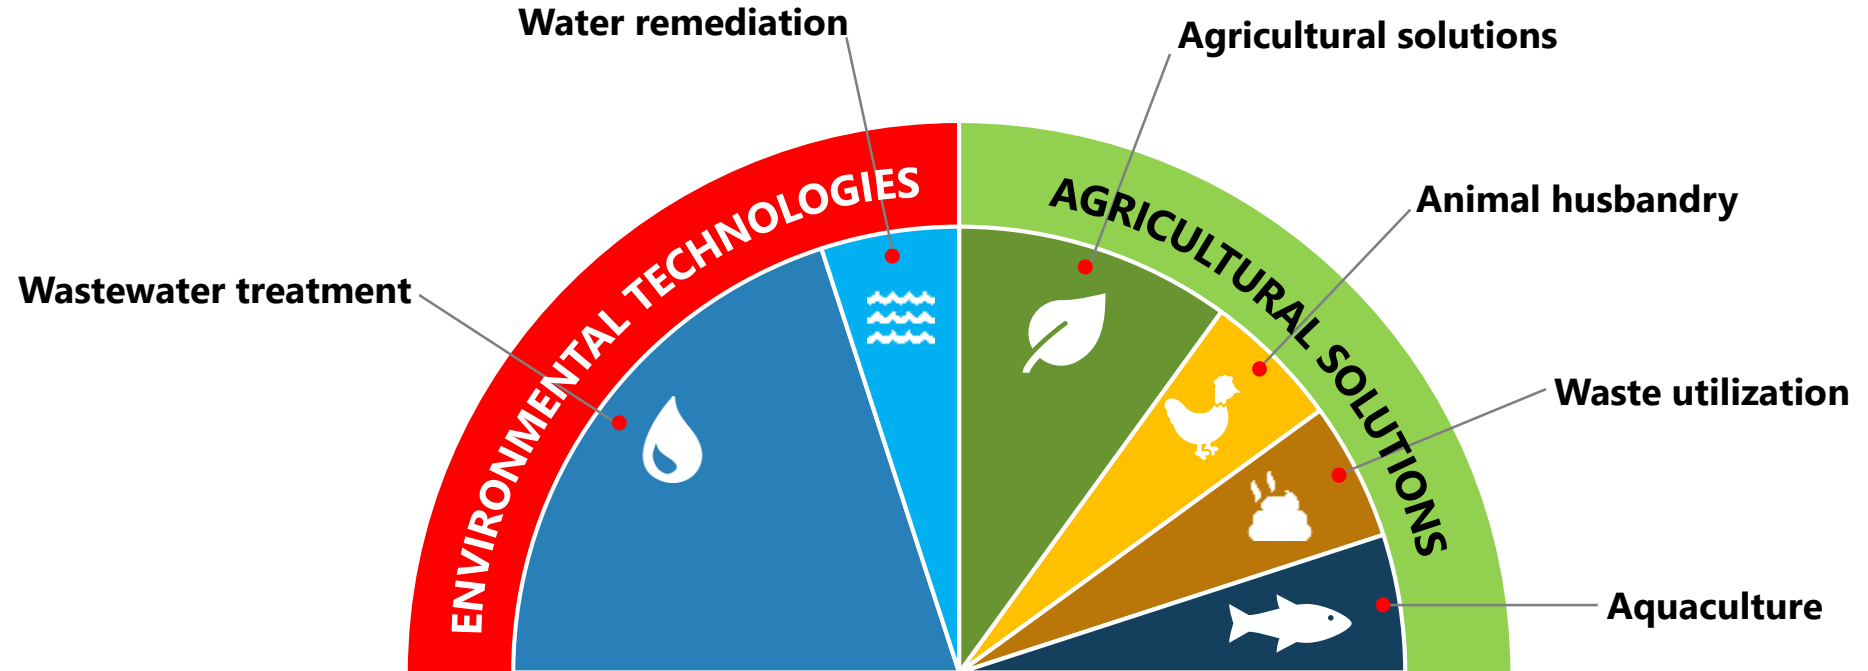 Water remediation
Agricultural solutions
ENVIRONMENTAL TECHNOLOGIES
AGRICULTURAL SOLUTIONS
Animal husbandry
Wastewater treatment
Waste utilization
Aquaculture